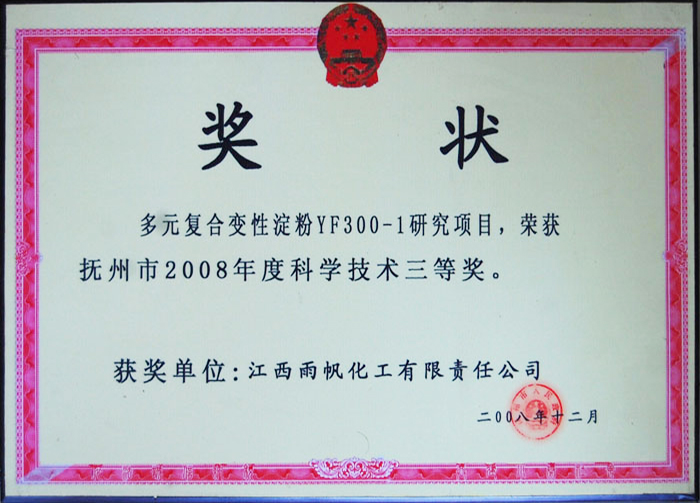 奖 状
多元复合变性淀粉YF300-1研究项目，荣获
抚州市2008年度科学技术三等奖。
获奖单位：江西雨帆化工有限责任公司
二00八年十二月